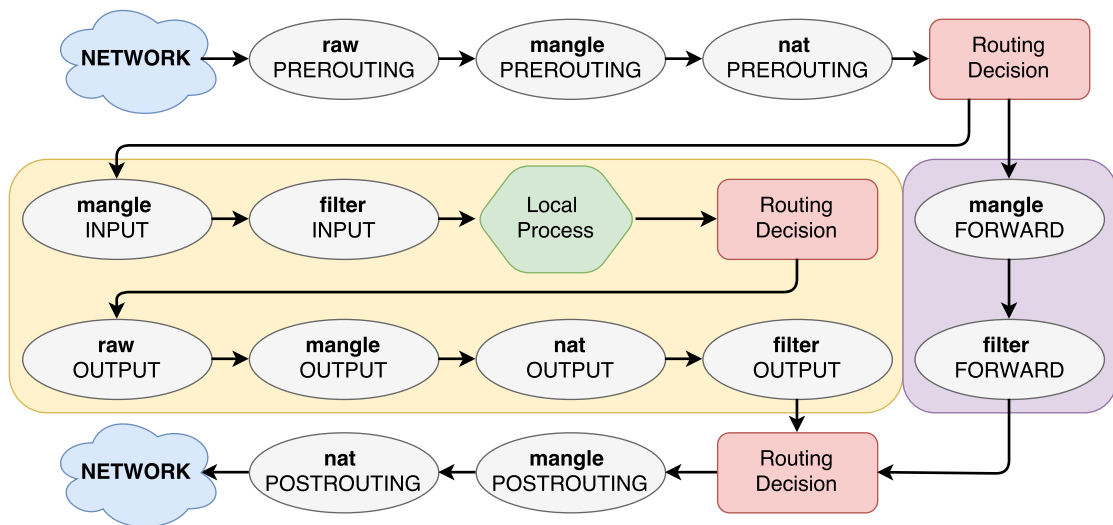 NETWORK
raw
PREROUTING
mangle
PREROUTING
nat
PREROUTING
Routing
Decision
mangle
INPUT
filter
INPUT
Local
Process
Routing
Decision
mangle
FORWARD
raw
OUTPUT
mangle
OUTPUT
nat
OUTPUT
filter
OUTPUT
filter
FORWARD
NETWORK
nat
POSTROUTING
mangle
POSTROUTING
Routing
Decision